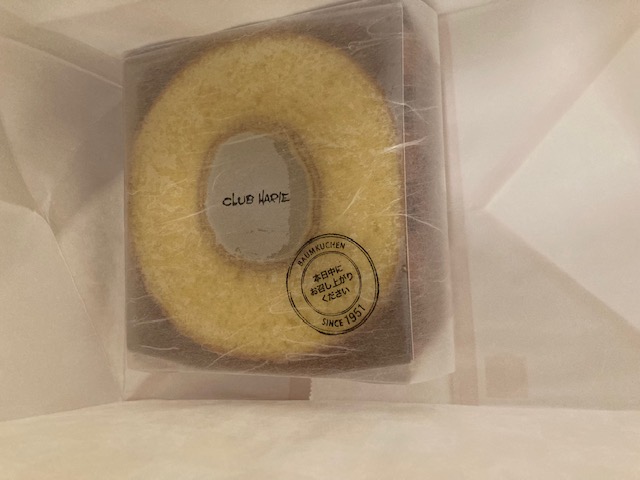 CLUB HARIE
BAUMKUCHEN
本日中に
お召し上がり
ください
SINCE 1951